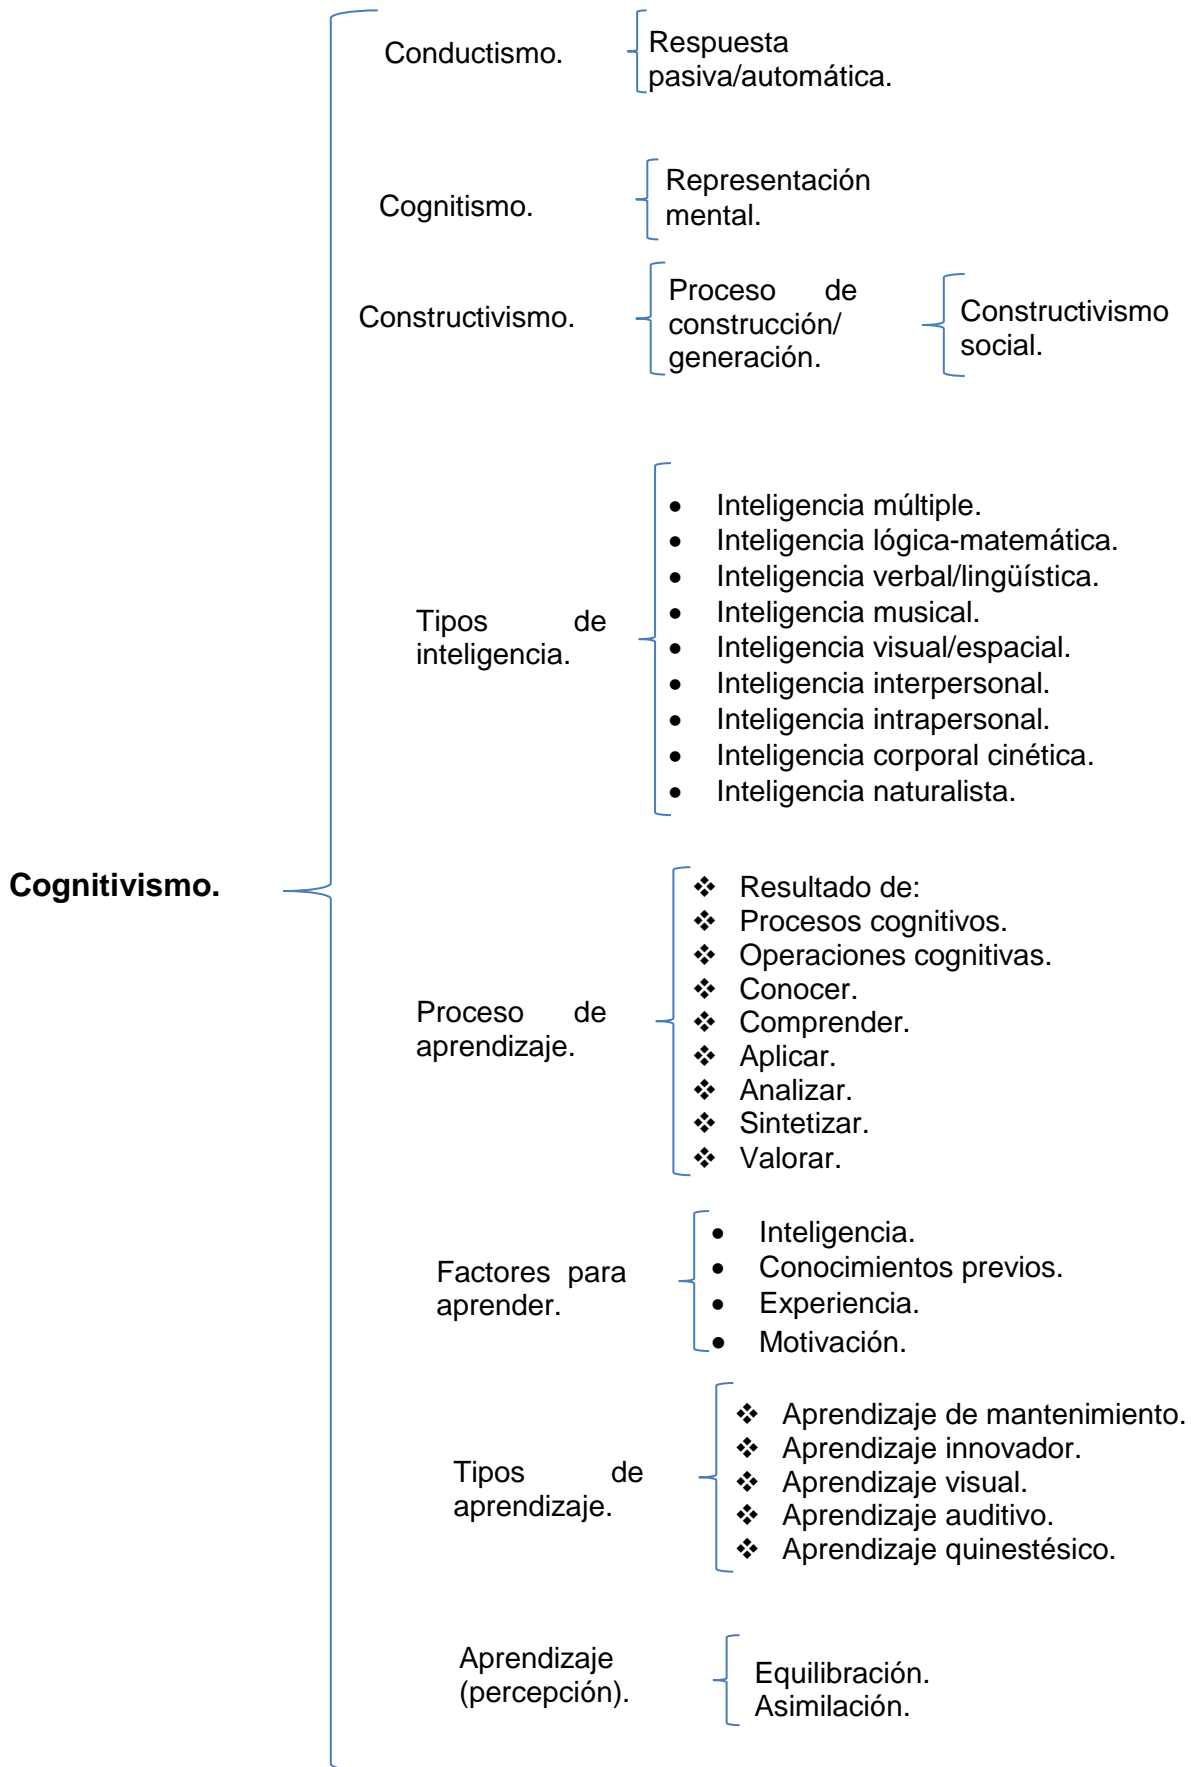 Conductismo.
Respuesta
pasiva/automática.
Cognitismo.
Representación
mental.
Constructivismo.
Proceso de
construcción/
generación.
Constructivismo
social.
Tipos de
inteligencia.
• Inteligencia múltiple.
• Inteligencia lógica-matemática.
• Inteligencia verbal/lingüística.
• Inteligencia musical.
• Inteligencia visual/espacial.
• Inteligencia interpersonal.
• Inteligencia intrapersonal.
• Inteligencia corporal cinética.
• Inteligencia naturalista.
Cognitivismo.
Proceso de
aprendizaje.
❖ Resultado de:
❖ Procesos cognitivos.
❖ Operaciones cognitivas.
❖ Conocer.
❖ Comprender.
❖ Aplicar.
❖ Analizar.
❖ Sintetizar.
❖ Valorar.
Factores para
aprender.
• Inteligencia.
• Conocimientos previos.
• Experiencia.
• Motivación.
Tipos de
aprendizaje.
❖ Aprendizaje de mantenimiento.
❖ Aprendizaje innovador.
❖ Aprendizaje visual.
❖ Aprendizaje auditivo.
❖ Aprendizaje quinestésico.
Aprendizaje
(percepción).
Equilibración.
Asimilación.